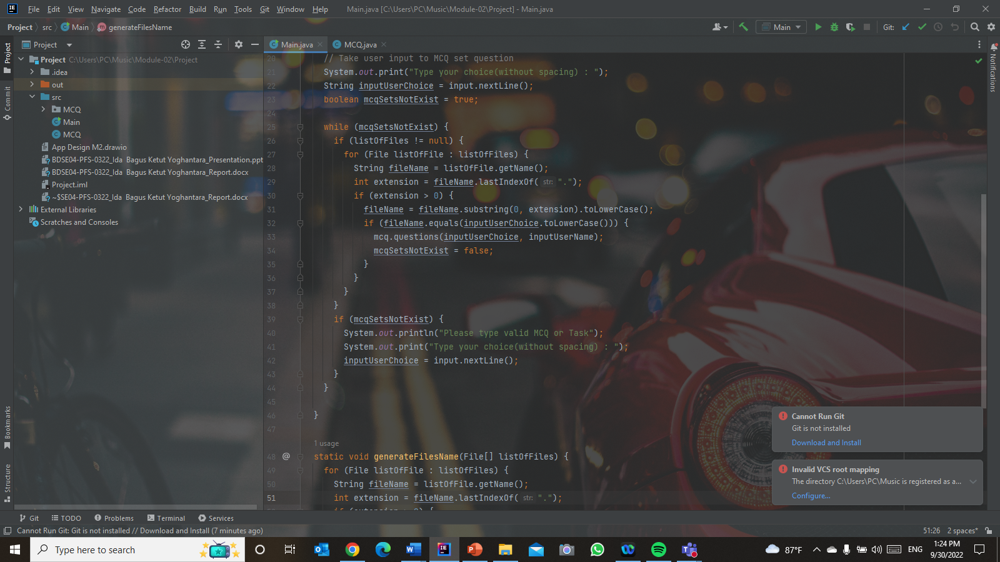 File Edit View Navigate Code Refactor Build Run Tools Git Window Help Main.java [C:\Users\PC\Music\Module-02\Project] - Main.java
Project src Main generateFilesName Main Git:
Project Main.java MCQ.java
Project
Commit
Bookmarks
Structure
Notifications
Project C:\Users\PC\Music\Module-02\Project
.idea
out
src
MCQ
Main
MCQ
App Design M2.drawio
BDSE04-PFS-0322_Ida Bagus Ketut Yoghantara_Presentation.ppt
BDSE04-PFS-0322_Ida Bagus Ketut Yoghantara_Report.docx
Project.iml
~$SE04-PFS-0322_Ida Bagus Ketut Yoghantara_Report.docx
External Libraries
Scratches and Consoles
20 // Take user input to MCQ set question
21 System.out.print("Type your choice(without spacing) : ");
22 String inputUserChoice = input.nextLine();
23 boolean mcqSetsNotExist = true;
24
25 while (mcqSetsNotExist) {
26 if (listOfFiles != null) {
27 for (File listOfFile : listOfFiles) {
28 String fileName = listOfFile.getName();
29 int extension = fileName.lastIndexOf( str: ".");
30 if (extension > 0) {
31 fileName = fileName.substring(0, extension).toLowerCase();
32 if (fileName.equals(inputUserChoice.toLowerCase())) {
33 mcq.questions(inputUserChoice, inputUserName);
34 mcqSetsNotExist = false;
35 }
36 }
37 }
38 }
39 if (mcqSetsNotExist) {
40 System.out.println("Please type valid MCQ or Task");
41 System.out.print("Type your choice(without spacing) : ");
42 inputUserChoice = input.nextLine();
43 }
44 }
45
46 }
47
1 usage
48 @ static void generateFilesName(File[] listOfFiles) {
49 for (File listOfFile : listOfFiles) {
50 String fileName = listOfFile.getName();
51 int extension = fileName.lastIndexOf( str: ".");
Cannot Run Git
Git is not installed
Download and Install
Invalid VCS root mapping
The directory C:\Users\PC\Music is registered as a...
Configure...
Git TODO Problems Terminal Services
Cannot Run Git: Git is not installed // Download and Install (7 minutes ago) 51:26 2 spaces*
Type here to search 87°F ENG 1:24 PM
9/30/2022